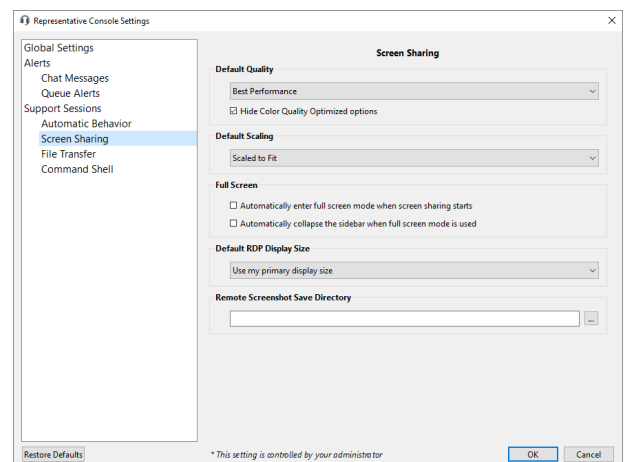 Representative Console Settings
Global Settings
Alerts
Chat Messages
Queue Alerts
Support Sessions
Automatic Behavior
Screen Sharing
File Transfer
Command Shell
Screen Sharing
Default Quality
Best Performance
Hide Color Quality Optimized options
Default Scaling
Scaled to Fit
Full Screen
Automatically enter full screen mode when screen sharing starts
Automatically collapse the sidebar when full screen mode is used
Default RDP Display Size
Use my primary display size
Remote Screenshot Save Directory
...
Restore Defaults
* This setting is controlled by your administrator
OK
Cancel